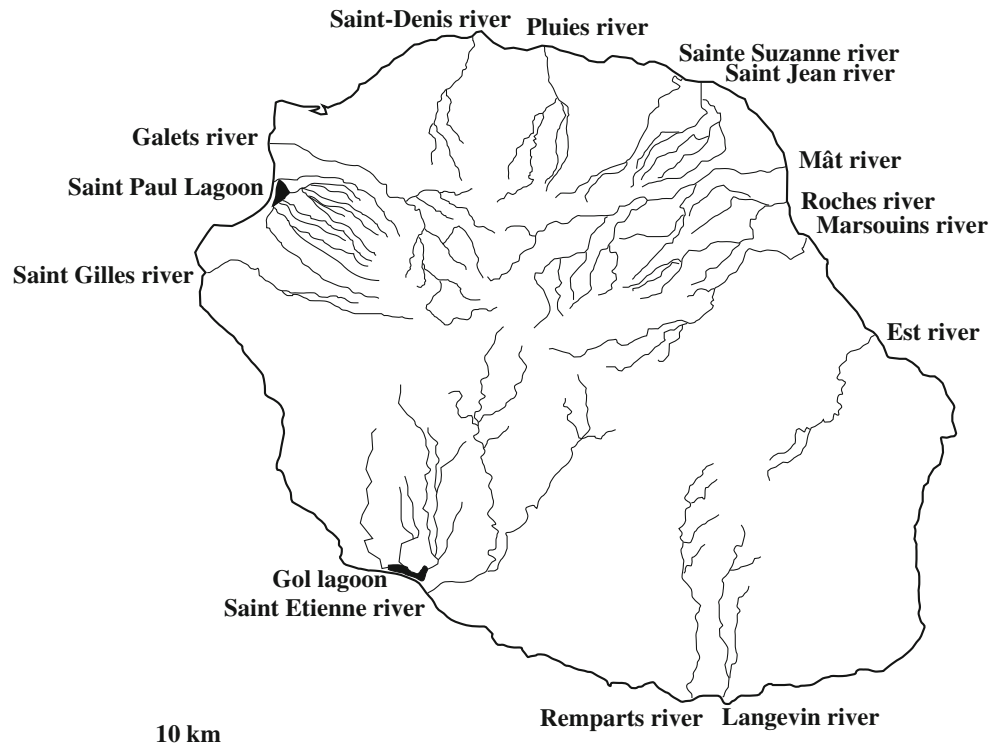 Saint-Denis river
Pluies river
Sainte Suzanne river
Saint Jean river
Galets river
Mât river
Saint Paul Lagoon
Roches river
Marsouins river
Saint Gilles river
Est river
Gol lagoon
Saint Etienne river
Remparts river
Langevin river
10 km